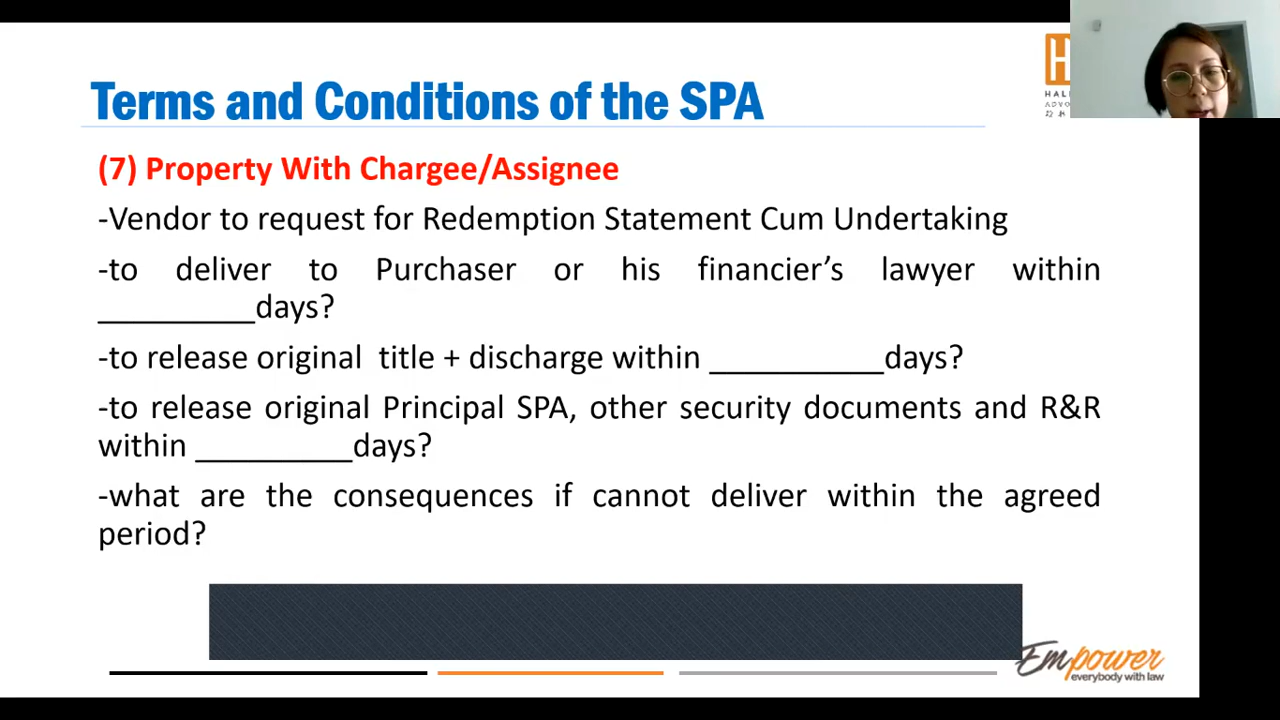 Terms and Conditions of the SPA
(7) Property With Chargee/Assignee
-Vendor to request for Redemption Statement Cum Undertaking
-to deliver to Purchaser or his financier’s lawyer within
_________days?
-to release original title + discharge within __________days?
-to release original Principal SPA, other security documents and R&R
within _________days?
-what are the consequences if cannot deliver within the agreed
period?
Empower
everybody with law